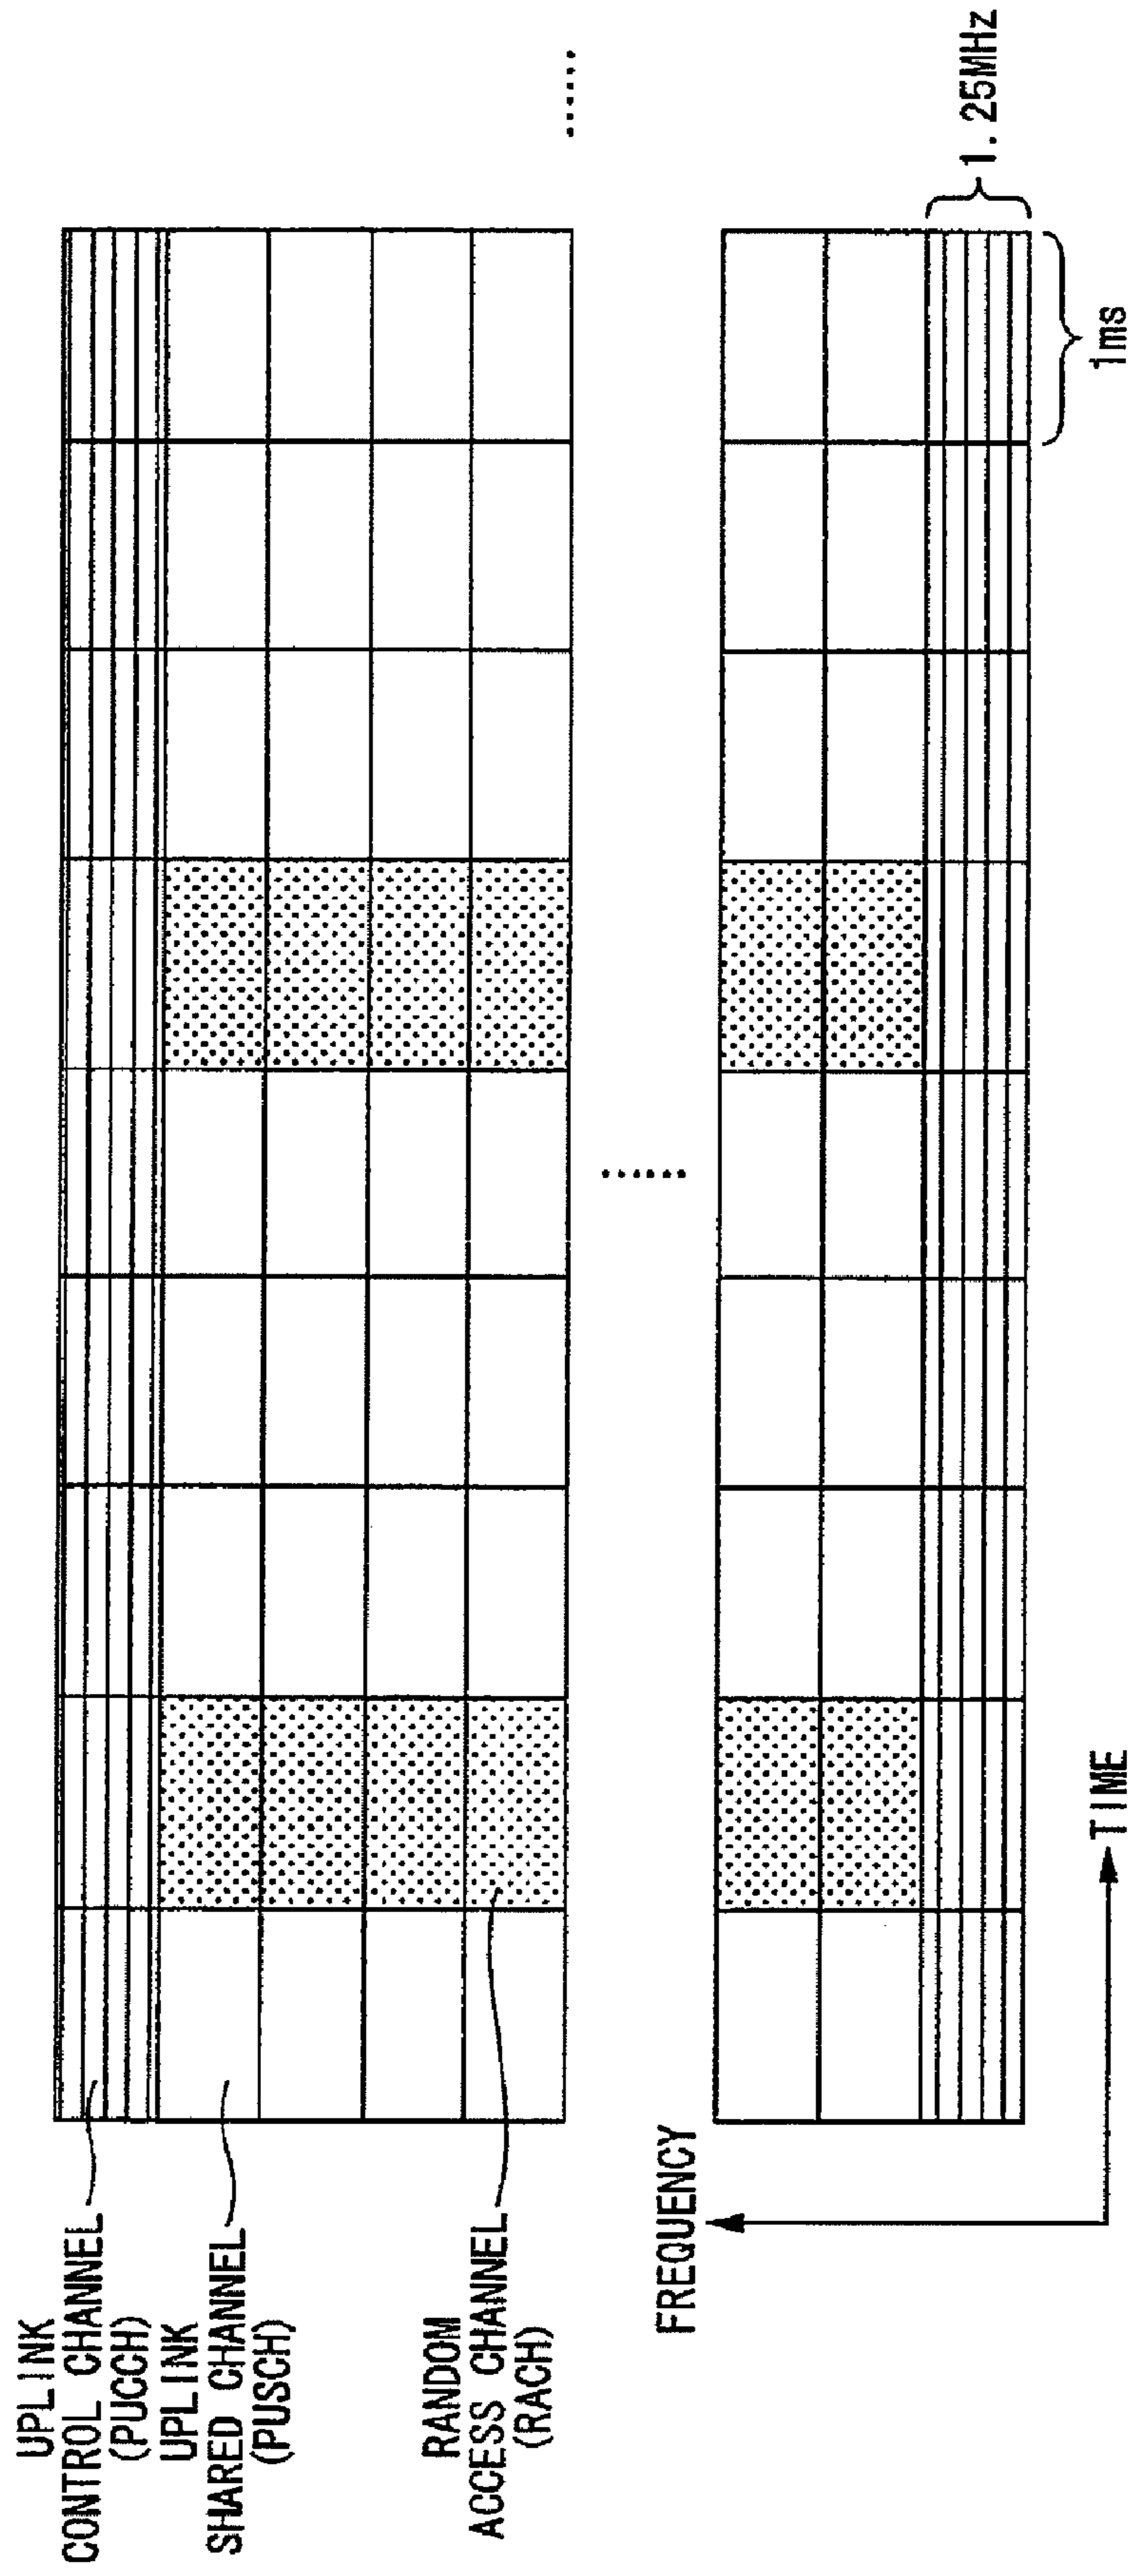 UPLINK
CONTROL CHANNEL
(PUCCH)
UPLINK
SHARED CHANNEL
(PUSCH)
RANDOM
ACCESS CHANNEL
(RACH)
FREQUENCY
TIME
1ms
1.25MHz